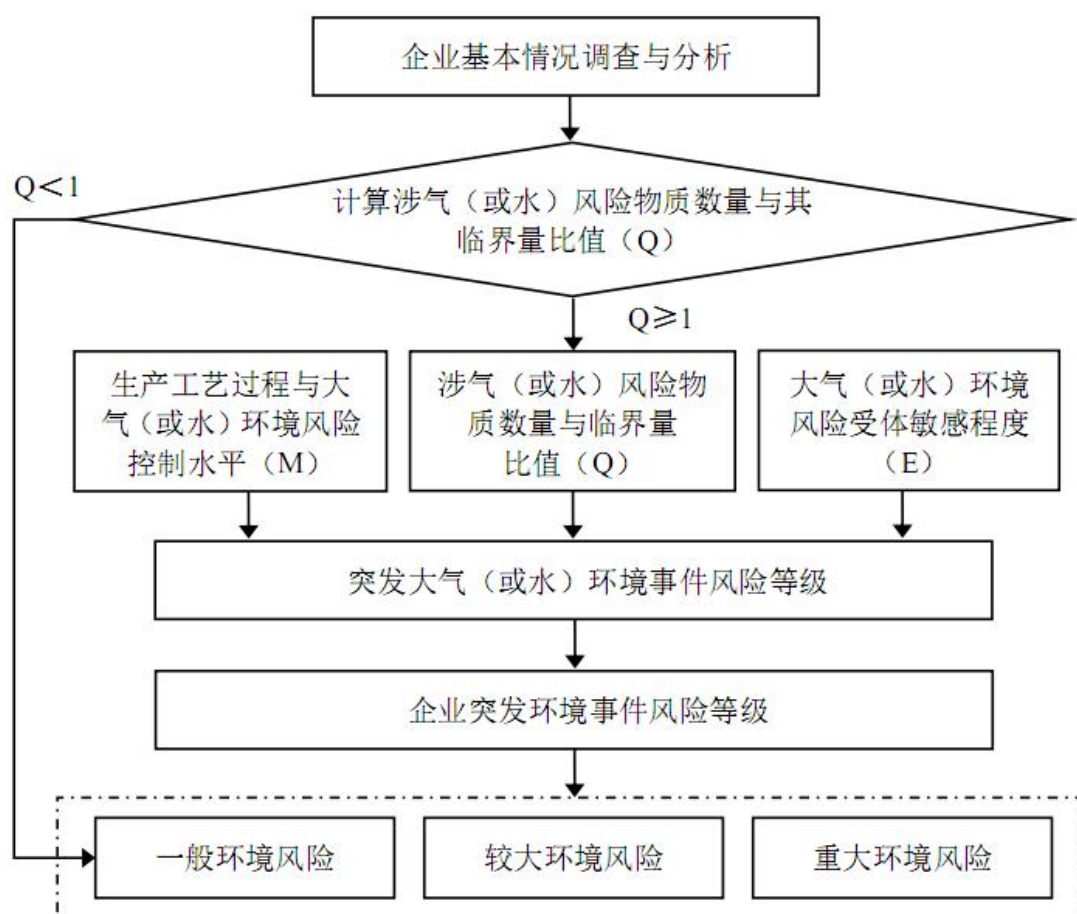 企业基本情况调查与分析
Q＜1
计算涉气（或水）风险物质数量与其
临界量比值（Q）
Q≥1
生产工艺过程与大
气（或水）环境风险
控制水平（M）
涉气（或水）风险物
质数量与临界量
比值（Q）
大气（或水）环境
风险受体敏感程度
（E）
突发大气（或水）环境事件风险等级
企业突发环境事件风险等级
一般环境风险
较大环境风险
重大环境风险